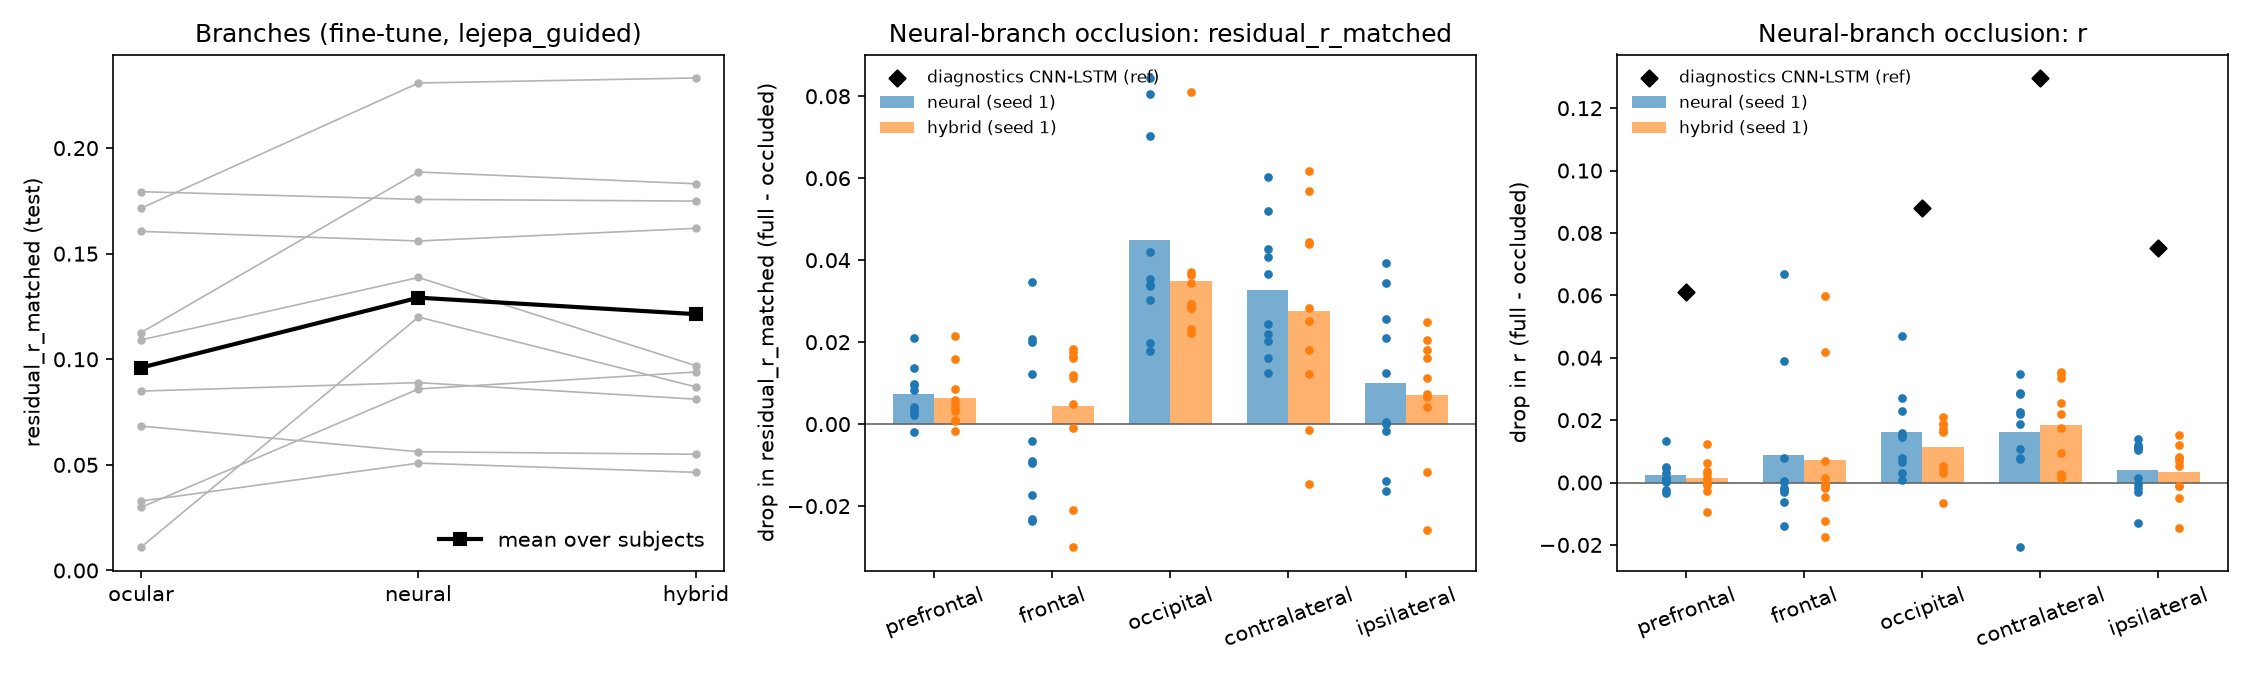 Branches (fine-tune, lejepa_guided)
residual_r_matched (test)
0.20
0.15
0.10
0.05
0.00
mean over subjects
ocular
neural
hybrid
Neural-branch occlusion: residual_r_matched
drop in residual_r_matched (full - occluded)
0.08
0.06
0.04
0.02
0.00
−0.02
diagnostics CNN-LSTM (ref)
neural (seed 1)
hybrid (seed 1)
prefrontal
frontal
occipital
contralateral
ipsilateral
Neural-branch occlusion: r
drop in r (full - occluded)
0.12
0.10
0.08
0.06
0.04
0.02
0.00
−0.02
diagnostics CNN-LSTM (ref)
neural (seed 1)
hybrid (seed 1)
prefrontal
frontal
occipital
contralateral
ipsilateral